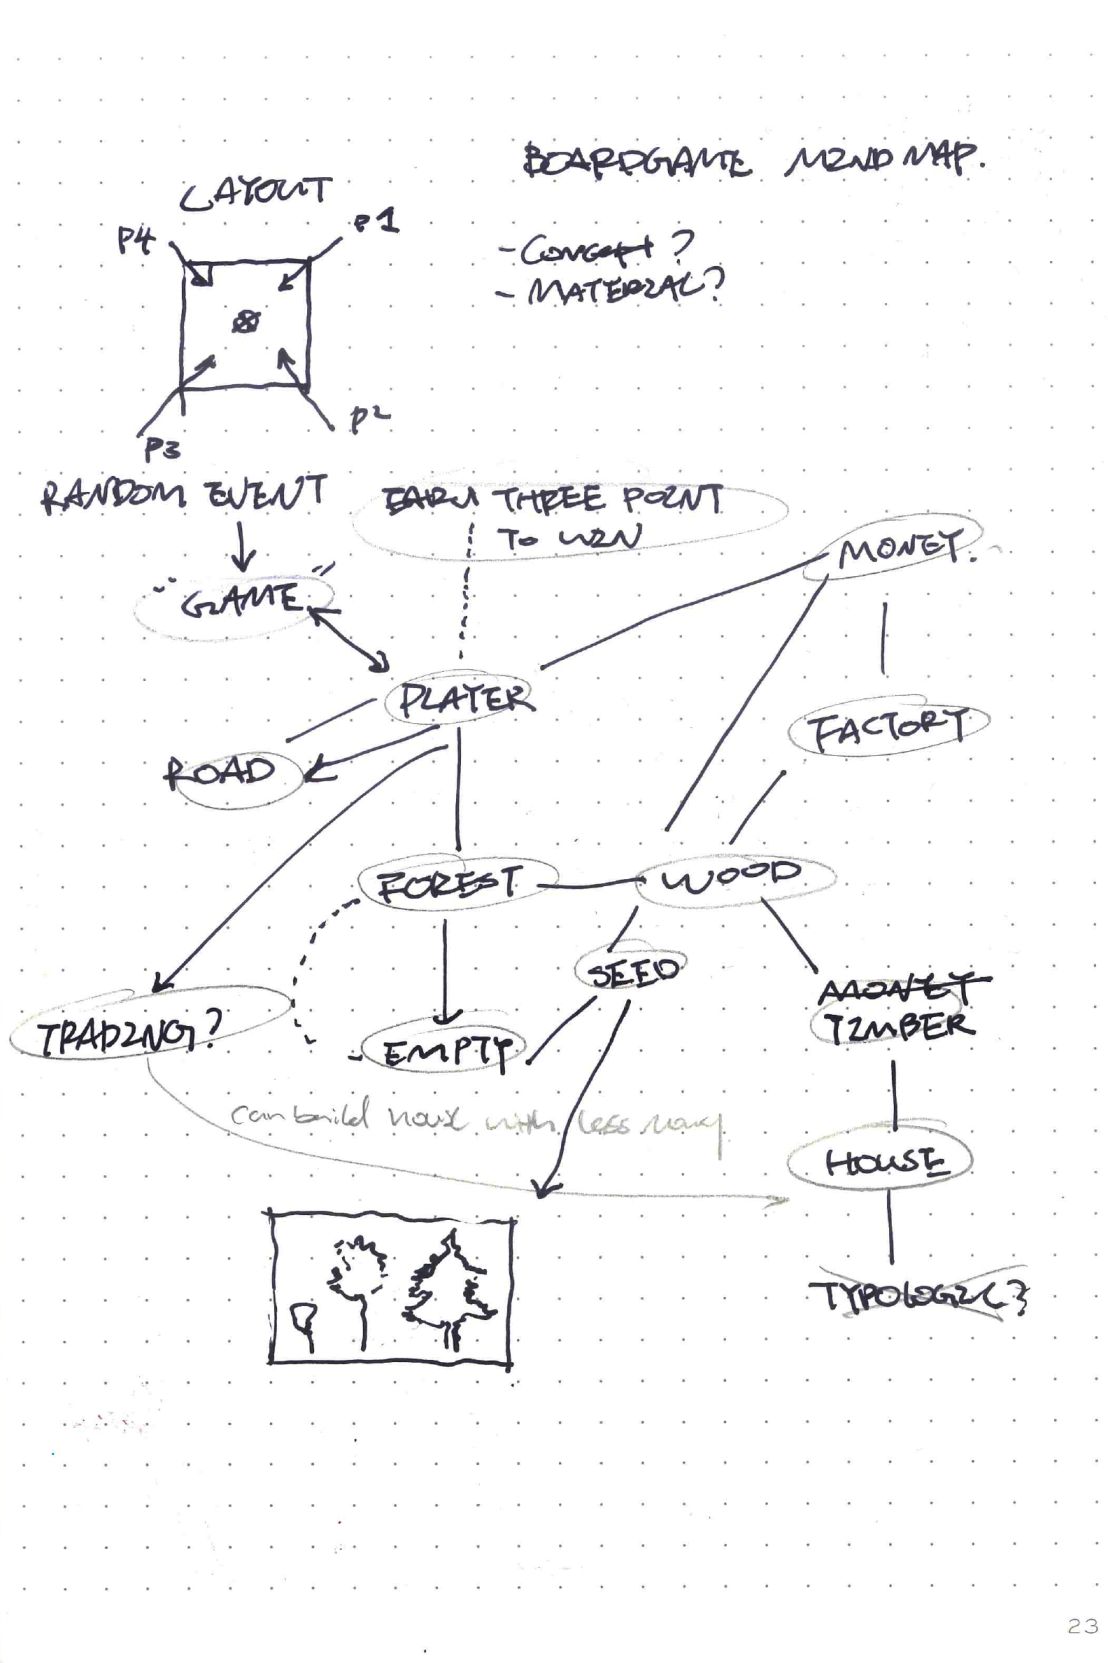 BOARDGAME MIND MAP.
LAYOUT
P4
P1
- Concept?
- MATERIAL?
P2
P3
RANDOM EVENT
EARN THREE POINT
TO WIN
MONEY.
"GAME"
PLAYER
FACTORY
ROAD
FOREST
WOOD
SEED
MONEY
TIMBER
TRADING?
EMPTY
can build house with less money
HOUSE
TYPOLOGIC?
23